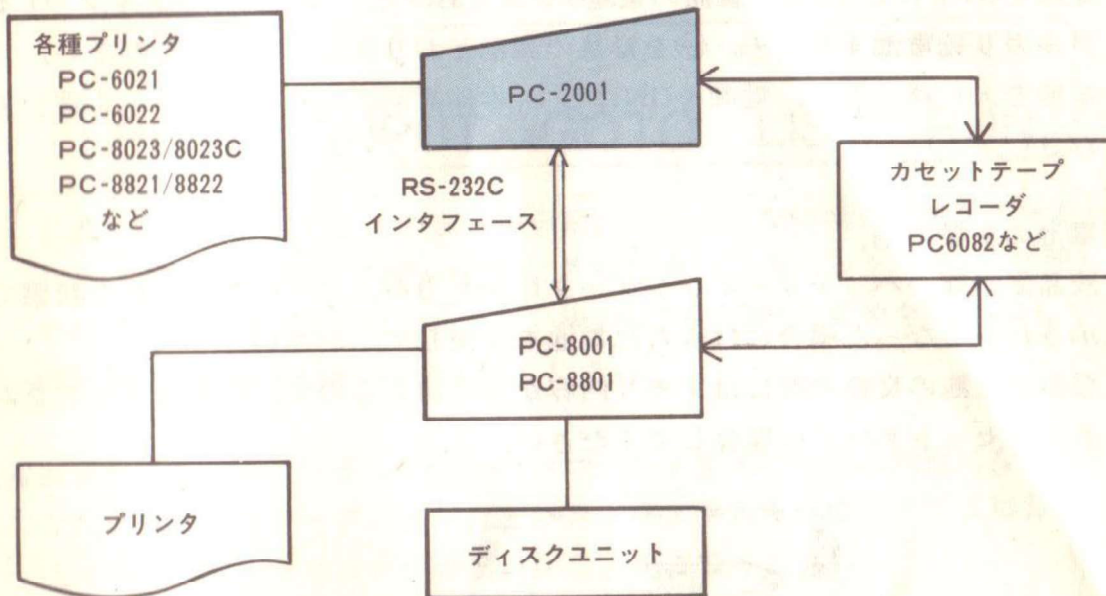 各種プリンタ
PC-6021
PC-6022
PC-8023/8023C
PC-8821/8822
など
PC-2001
RS-232C
インタフェース
カセットテープ
レコーダ
PC6082など
PC-8001
PC-8801
プリンタ
ディスクユニット